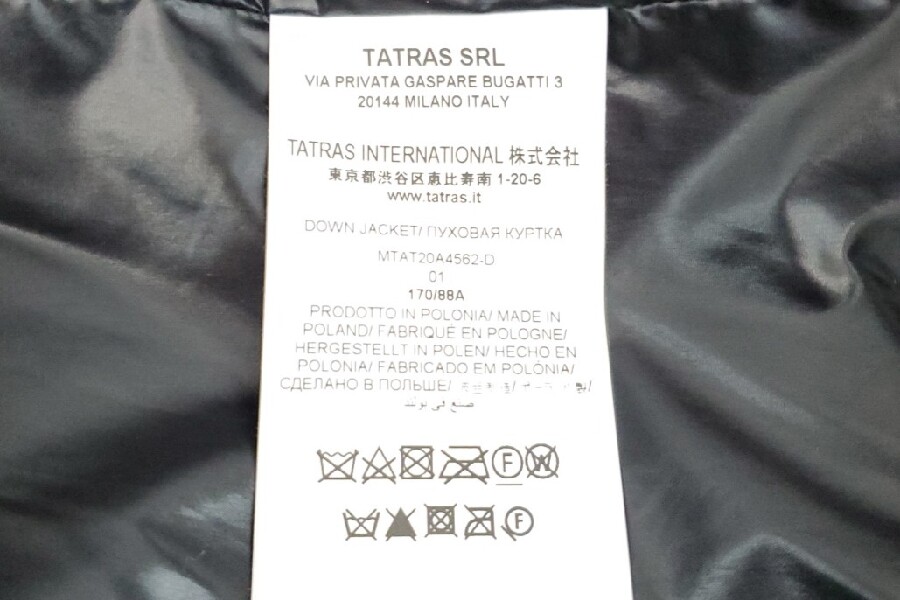 TATRAS SRL
VIA PRIVATA GASPARE BUGATTI 3
20144 MILANO ITALY
TATRAS INTERNATIONAL 株式会社
東京都渋谷区恵比寿南 1-20-6
www.tatras.it
DOWN JACKET/ ПУХОВАЯ КУРТКА
MTAT20A4562-D
01
170/88A
PRODOTTO IN POLONIA/ MADE IN
POLAND/ FABRIQUÉ EN POLOGNE/
HERGESTELLT IN POLEN/ HECHO EN
POLONIA/ FABRICADO EM POLÓNIA/
СДЕЛАНО В ПОЛЬШЕ/
صنع في بولندا
F W
F